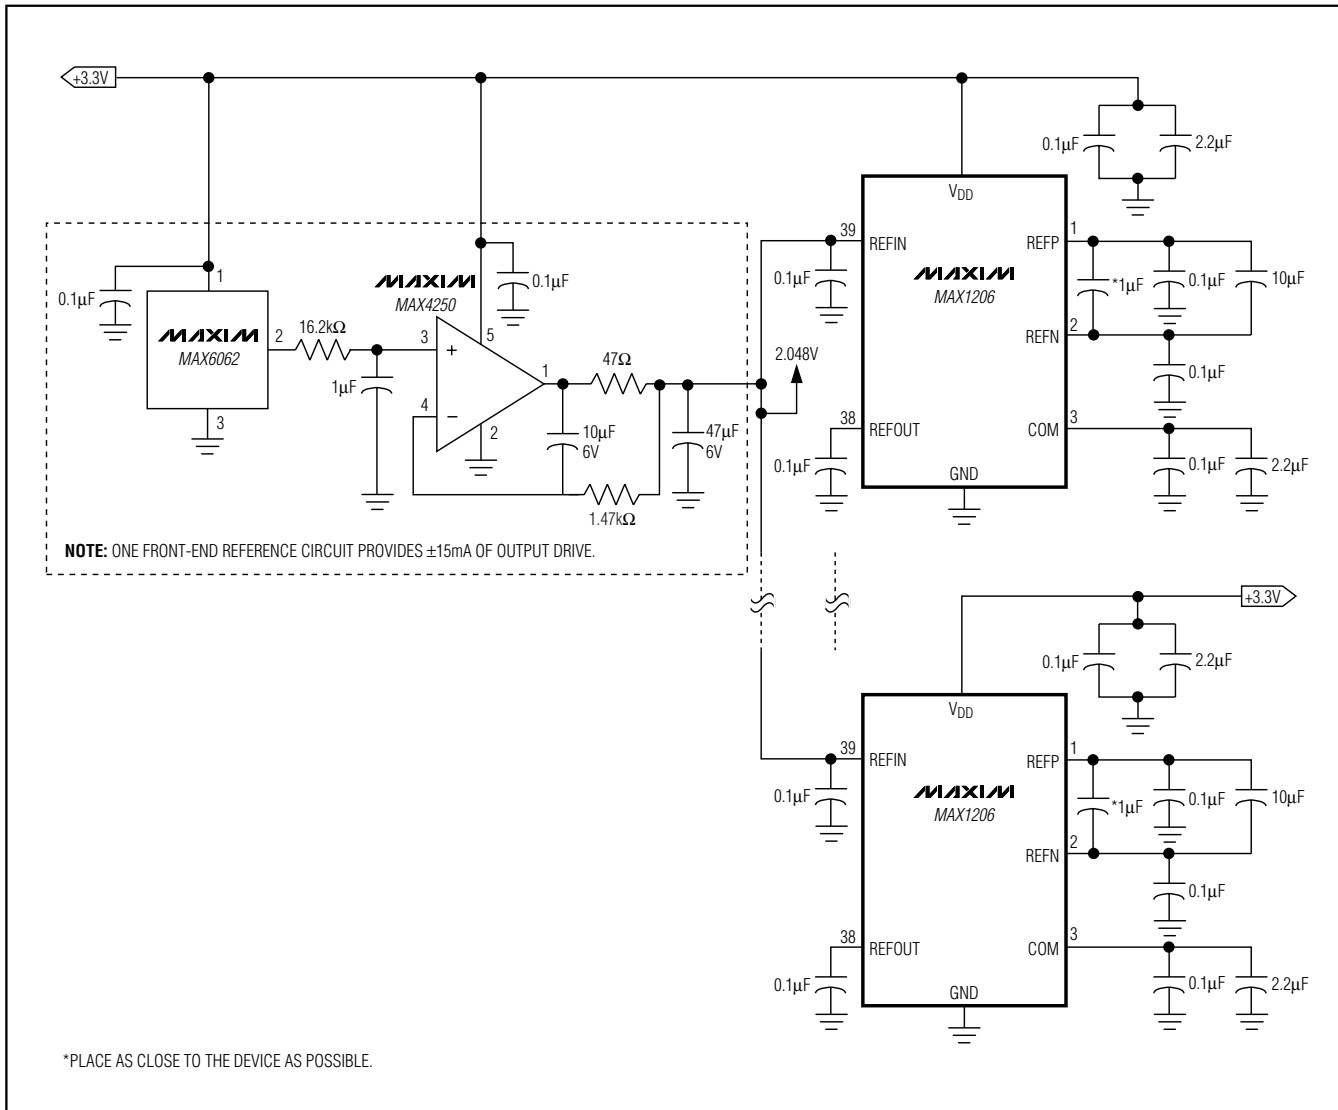 +3.3V
0.1µF
2.2µF
VDD
39
REFIN
REFP
1
0.1µF
MAXIM
MAX1206
*1µF
0.1µF
10µF
REFN
2
0.1µF
2.048V
38
REFOUT
COM
3
0.1µF
GND
0.1µF
2.2µF
0.1µF
1
MAXIM
MAX6062
2
3
16.2kΩ
1µF
MAXIM
MAX4250
0.1µF
5
3
+
4
−
1
2
47Ω
10µF
6V
47µF
6V
1.47kΩ
NOTE: ONE FRONT-END REFERENCE CIRCUIT PROVIDES ±15mA OF OUTPUT DRIVE.
+3.3V
0.1µF
2.2µF
VDD
39
REFIN
REFP
1
0.1µF
MAXIM
MAX1206
*1µF
0.1µF
10µF
REFN
2
0.1µF
38
REFOUT
COM
3
0.1µF
GND
0.1µF
2.2µF
*PLACE AS CLOSE TO THE DEVICE AS POSSIBLE.